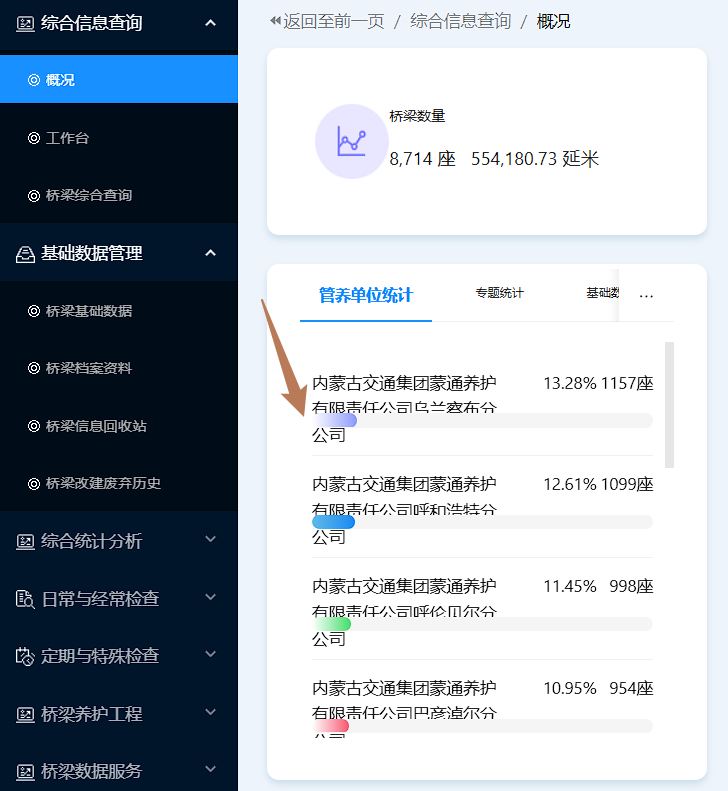 综合信息查询
概况
工作台
桥梁综合查询
基础数据管理
桥梁基础数据
桥梁档案资料
桥梁信息回收站
桥梁改建废弃历史
综合统计分析
日常与经常检查
定期与特殊检查
桥梁养护工程
桥梁数据服务
返回至前一页 / 综合信息查询 / 概况
桥梁数量
8,714 座 554,180.73 延米
管养单位统计 专题统计 基础数 ...
内蒙古交通集团蒙通养护 13.28% 1157座
有限责任公司乌兰察布分
公司
内蒙古交通集团蒙通养护 12.61% 1099座
有限责任公司呼和浩特分
公司
内蒙古交通集团蒙通养护 11.45% 998座
有限责任公司呼伦贝尔分
公司
内蒙古交通集团蒙通养护 10.95% 954座
有限责任公司巴彦淖尔分
公司